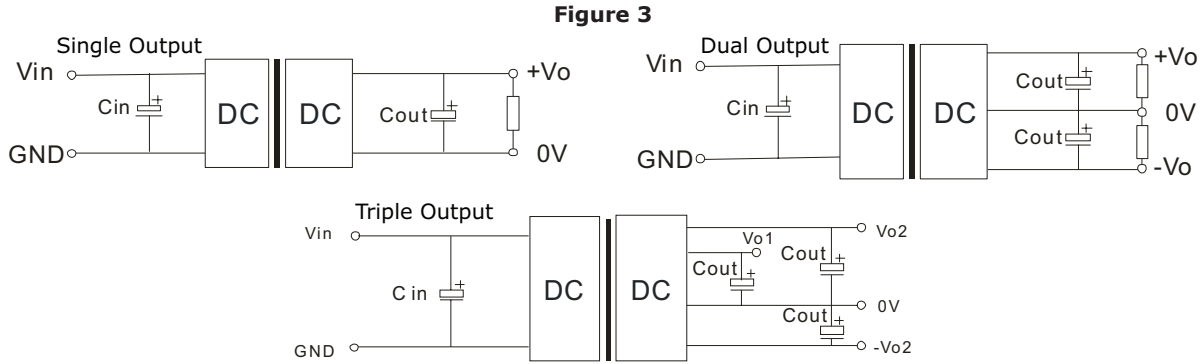 Figure 3
Single Output
Vin
Cin
GND
DC
DC
Cout
+Vo
0V
Dual Output
Vin
Cin
GND
DC
DC
Cout
Cout
+Vo
0V
-Vo
Triple Output
Vin
C in
GND
DC
DC
Vo1
Cout
Cout
Cout
Vo2
0V
-Vo2